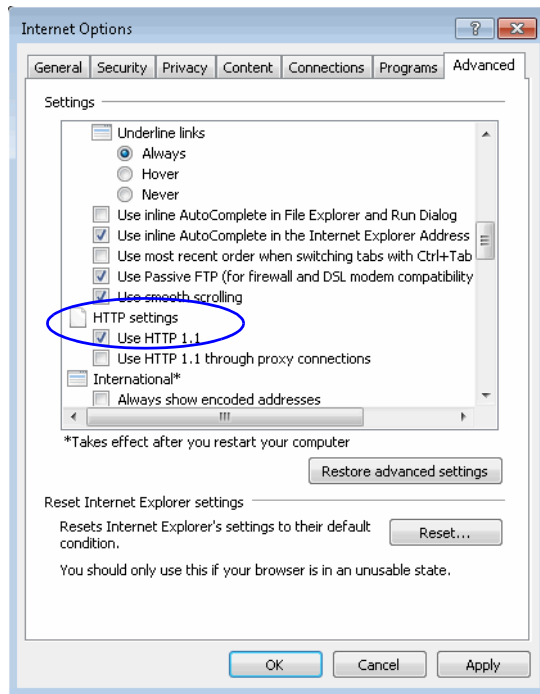 Internet Options
General Security Privacy Content Connections Programs Advanced
Settings
Underline links
Always
Hover
Never
Use inline AutoComplete in File Explorer and Run Dialog
Use inline AutoComplete in the Internet Explorer Address
Use most recent order when switching tabs with Ctrl+Tab
Use Passive FTP (for firewall and DSL modem compatibility
Use smooth scrolling
HTTP settings
Use HTTP 1.1
Use HTTP 1.1 through proxy connections
International*
Always show encoded addresses
*Takes effect after you restart your computer
Restore advanced settings
Reset Internet Explorer settings
Resets Internet Explorer's settings to their default
condition.
Reset...
You should only use this if your browser is in an unusable state.
OK Cancel Apply